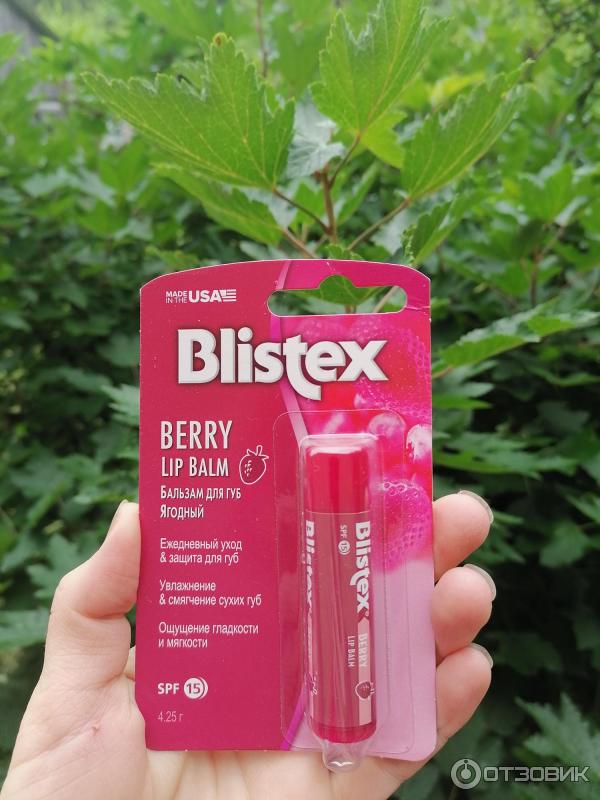 MADE IN THE USA
Blistex
BERRY
LIP BALM
БАЛЬЗАМ ДЛЯ ГУБ
ЯГОДНЫЙ
Ежедневный уход
& защита для губ
Увлажнение
& смягчение сухих губ
Ощущение гладкости
и мягкости
SPF 15
4.25 г
SPF 15
Blistex
BERRY
LIP BALM
ОТЗОВИК